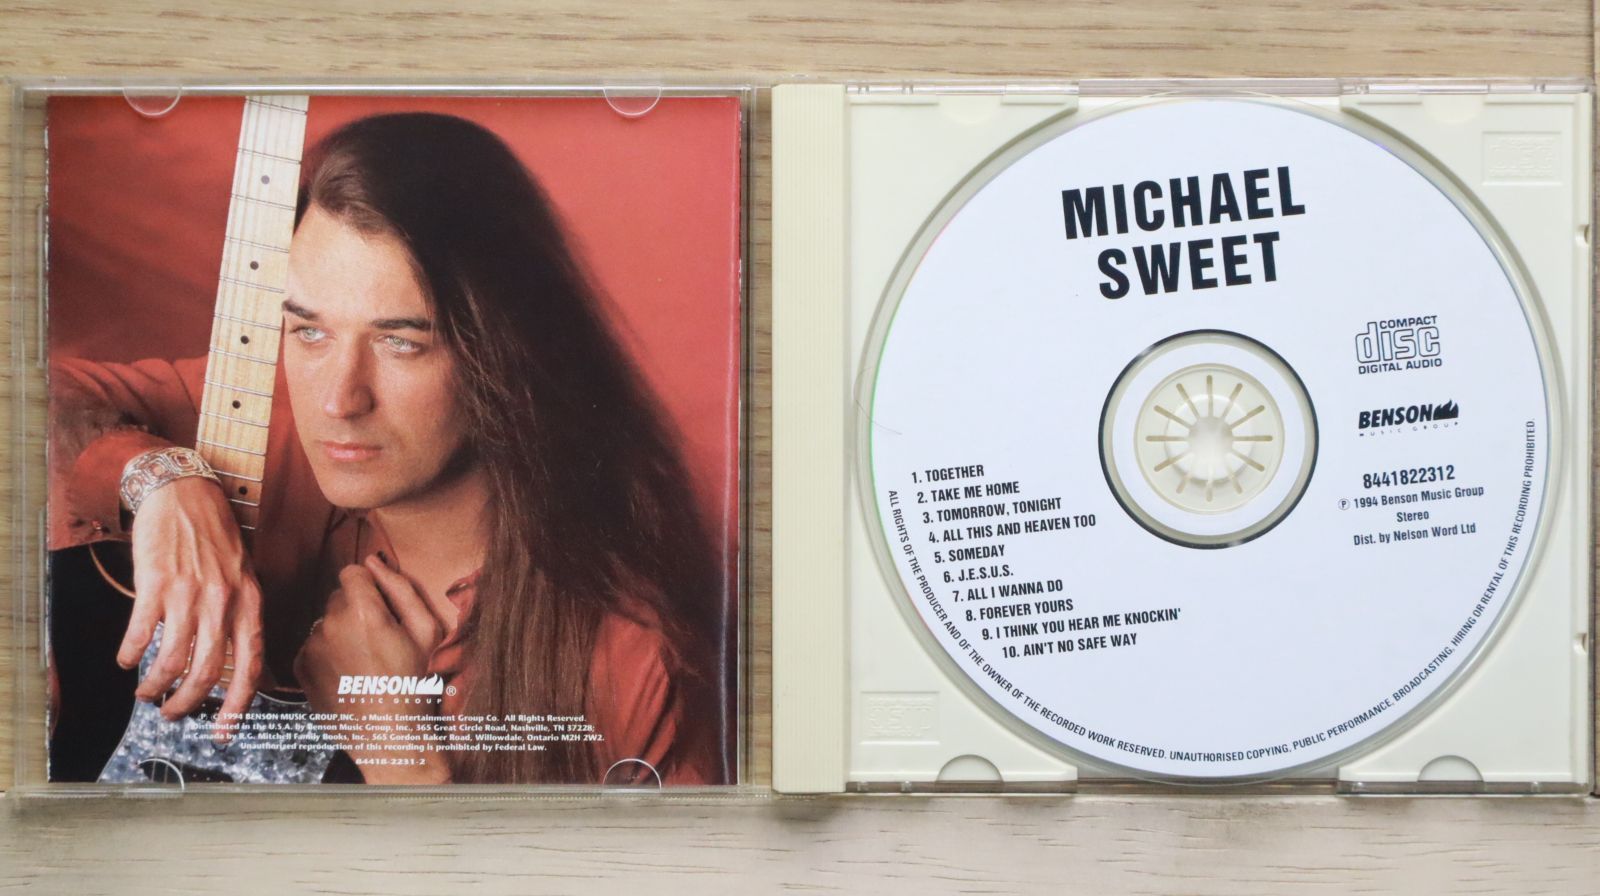 BENSON®
MUSIC GROUP
℗ © 1994 BENSON MUSIC GROUP, INC., a Music Entertainment Group Co. All Rights Reserved.
Distributed in the U.S.A. by Benson Music Group, Inc., 365 Great Circle Road, Nashville, TN 37228;
in Canada by R.G. Mitchell Family Books, Inc., 565 Gordon Baker Road, Willowdale, Ontario M2H 2W2.
Unauthorized reproduction of this recording is prohibited by Federal Law.
84418-2231-2
MICHAEL
SWEET
COMPACT
disc
DIGITAL AUDIO
BENSON
MUSIC GROUP
8441822312
℗ 1994 Benson Music Group
Stereo
Dist. by Nelson Word Ltd
1. TOGETHER
2. TAKE ME HOME
3. TOMORROW, TONIGHT
4. ALL THIS AND HEAVEN TOO
5. SOMEDAY
6. J.E.S.U.S.
7. ALL I WANNA DO
8. FOREVER YOURS
9. I THINK YOU HEAR ME KNOCKIN'
10. AIN'T NO SAFE WAY
ALL RIGHTS OF THE PRODUCER AND OF THE OWNER OF THE RECORDED WORK RESERVED. UNAUTHORISED COPYING, PUBLIC PERFORMANCE, BROADCASTING, HIRING OR RENTAL OF THIS RECORDING PROHIBITED.